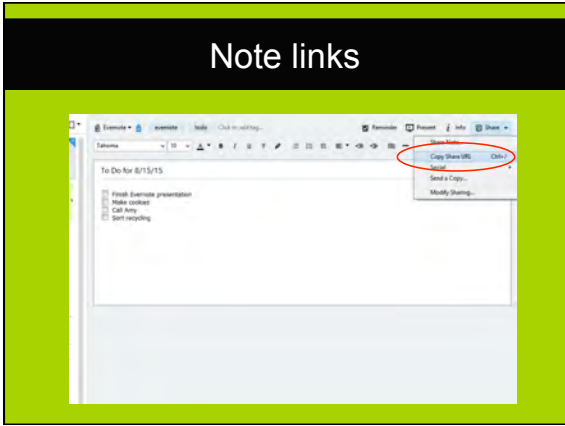 Note links
Evernote evernote todo Click to add tag...
Reminder Present i Info Share
Tahoma 10 A B I U T
Share Note...
Copy Share URL Ctrl+/
Social
Send a Copy...
Modify Sharing...
To Do for 8/15/15
Finish Evernote presentation
Make cookies
Call Amy
Sort recycling